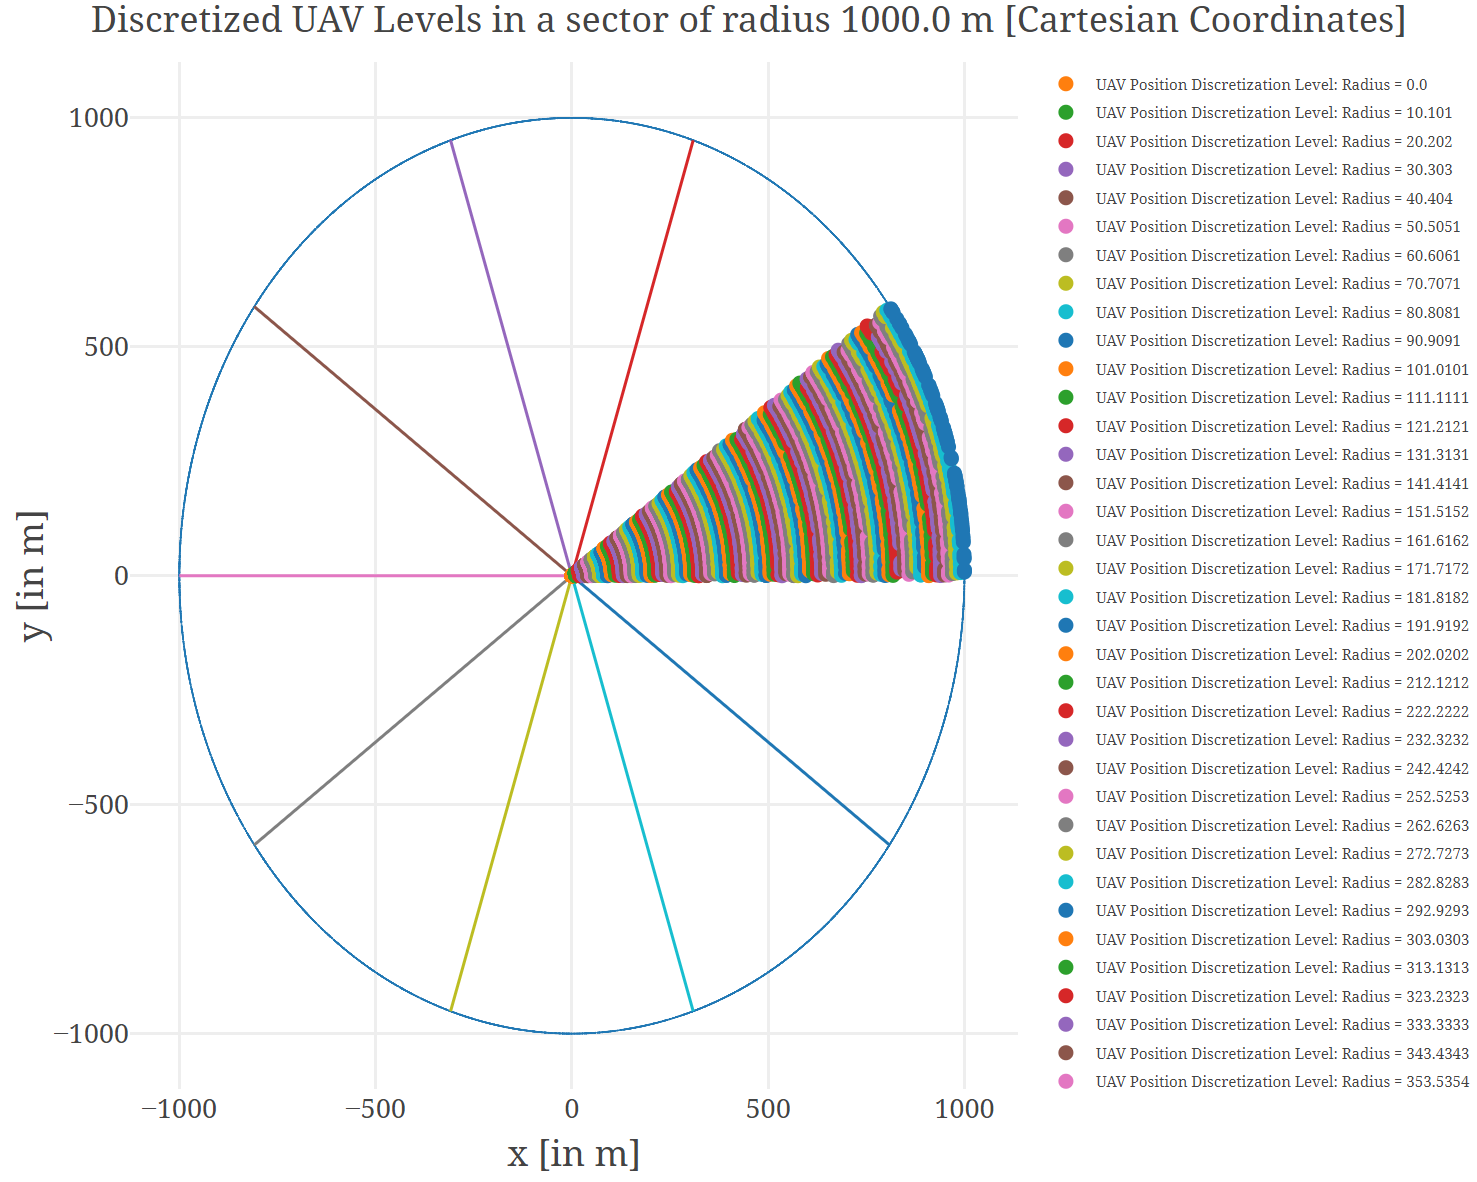 Discretized UAV Levels in a sector of radius 1000.0 m [Cartesian Coordinates]
1000
500
0
−500
−1000
y [in m]
−1000
−500
0
500
1000
x [in m]
UAV Position Discretization Level: Radius = 0.0
UAV Position Discretization Level: Radius = 10.101
UAV Position Discretization Level: Radius = 20.202
UAV Position Discretization Level: Radius = 30.303
UAV Position Discretization Level: Radius = 40.404
UAV Position Discretization Level: Radius = 50.5051
UAV Position Discretization Level: Radius = 60.6061
UAV Position Discretization Level: Radius = 70.7071
UAV Position Discretization Level: Radius = 80.8081
UAV Position Discretization Level: Radius = 90.9091
UAV Position Discretization Level: Radius = 101.0101
UAV Position Discretization Level: Radius = 111.1111
UAV Position Discretization Level: Radius = 121.2121
UAV Position Discretization Level: Radius = 131.3131
UAV Position Discretization Level: Radius = 141.4141
UAV Position Discretization Level: Radius = 151.5152
UAV Position Discretization Level: Radius = 161.6162
UAV Position Discretization Level: Radius = 171.7172
UAV Position Discretization Level: Radius = 181.8182
UAV Position Discretization Level: Radius = 191.9192
UAV Position Discretization Level: Radius = 202.0202
UAV Position Discretization Level: Radius = 212.1212
UAV Position Discretization Level: Radius = 222.2222
UAV Position Discretization Level: Radius = 232.3232
UAV Position Discretization Level: Radius = 242.4242
UAV Position Discretization Level: Radius = 252.5253
UAV Position Discretization Level: Radius = 262.6263
UAV Position Discretization Level: Radius = 272.7273
UAV Position Discretization Level: Radius = 282.8283
UAV Position Discretization Level: Radius = 292.9293
UAV Position Discretization Level: Radius = 303.0303
UAV Position Discretization Level: Radius = 313.1313
UAV Position Discretization Level: Radius = 323.2323
UAV Position Discretization Level: Radius = 333.3333
UAV Position Discretization Level: Radius = 343.4343
UAV Position Discretization Level: Radius = 353.5354